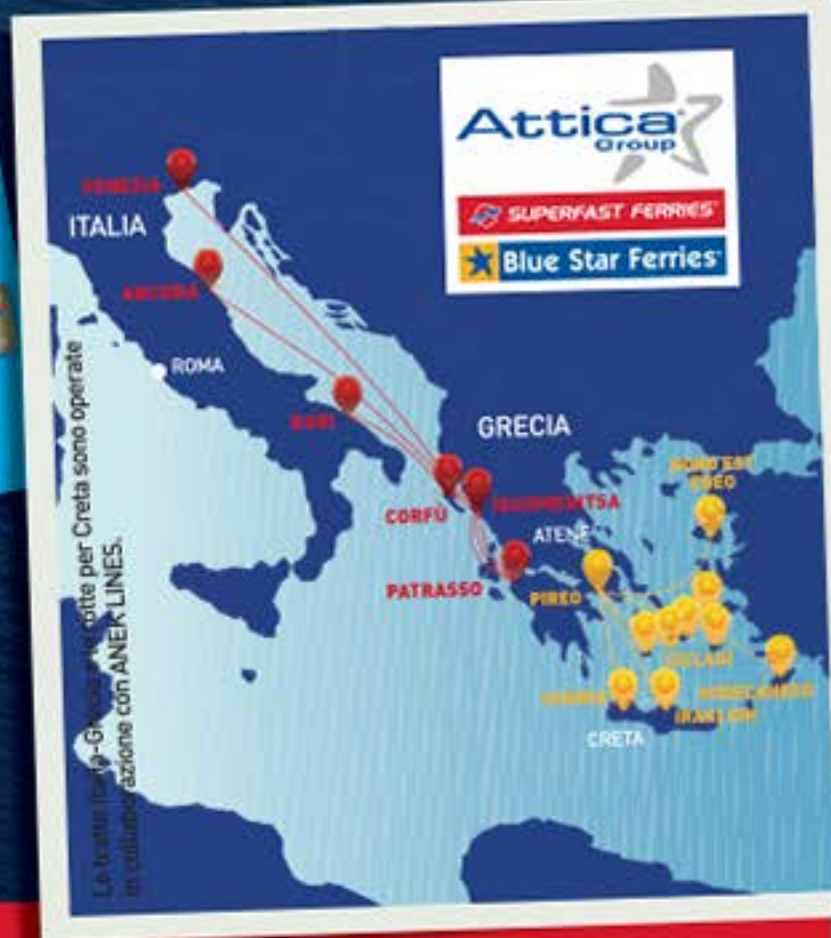 Attica
Group
SUPERFAST FERRIES
Blue Star Ferries
VENEZIA
ITALIA
ANCONA
ROMA
BARI
GRECIA
CORFÙ
IGOUMENITSA
ATENE
PATRASSO
NORD EST
EGEO
PIREO
CICLADI
DODECANESO
IRAKLION
CRETA
Le tratte Italia-Grecia e le rotte per Creta sono operate
in collaborazione con ANEK LINES.